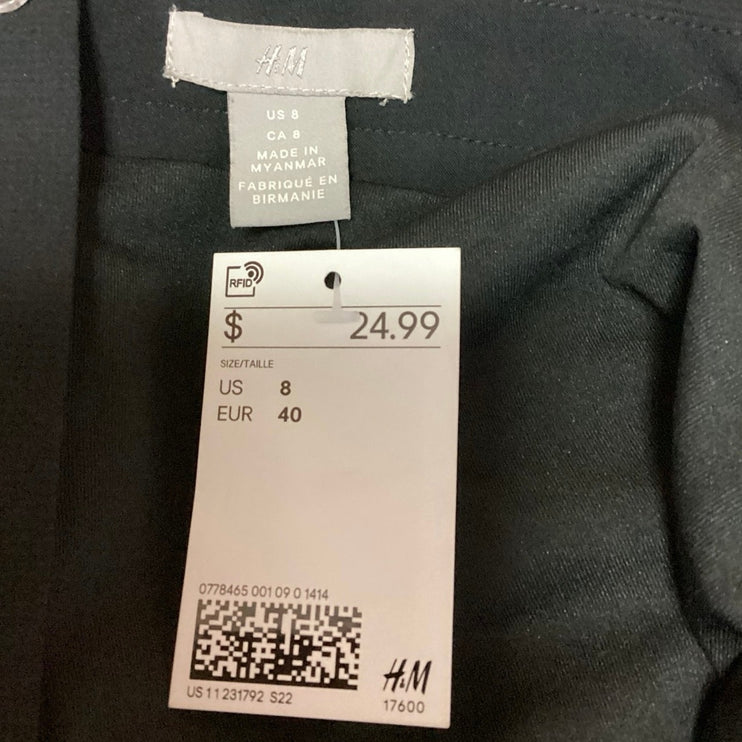 H&M
US 8
CA 8
MADE IN
MYANMAR
FABRIQUÉ EN
BIRMANIE
RFID
$ 24.99
SIZE/TAILLE
US 8
EUR 40
0778465 001 09 0 1414
US 11 231792 S22
H&M
17600